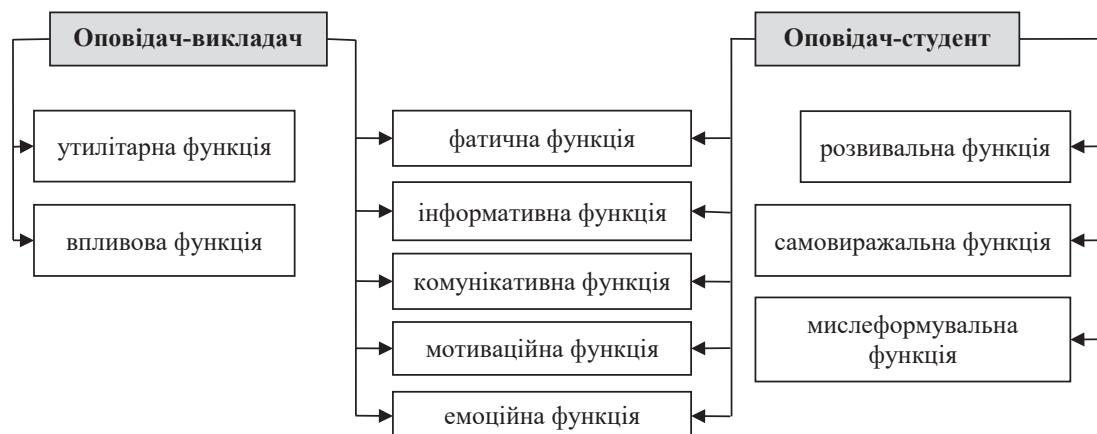 Оповідач-викладач
Оповідач-студент
утилітарна функція
впливова функція
фатична функція
інформативна функція
комунікативна функція
мотиваційна функція
емоційна функція
розвивальна функція
самовиражальна функція
мислеформувальна
функція